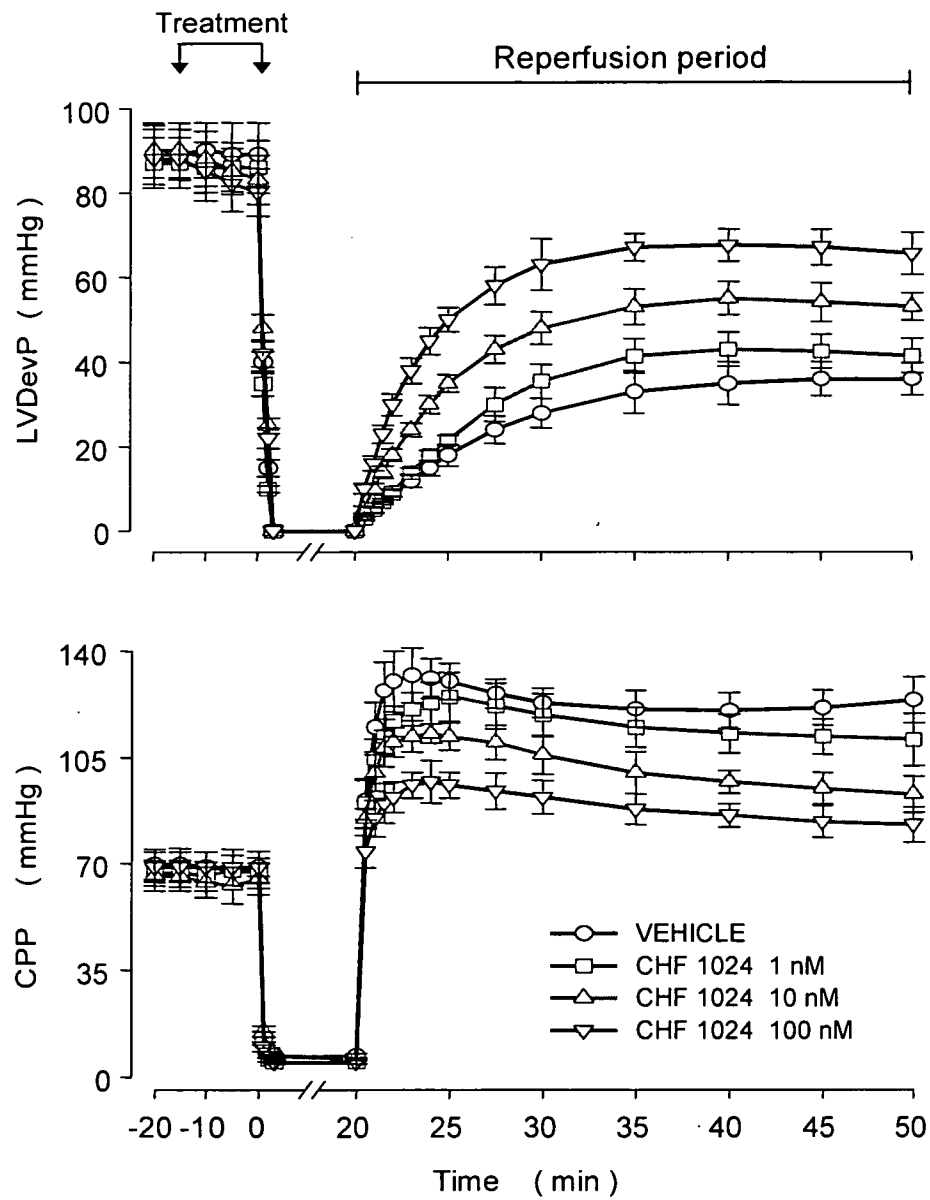 Treatment
Reperfusion period
LVDevP ( mmHg )
100
80
60
40
20
0
CPP ( mmHg )
140
105
70
35
0
VEHICLE
CHF 1024 1 nM
CHF 1024 10 nM
CHF 1024 100 nM
-20 -10 0 20 25 30 35 40 45 50
Time ( min )